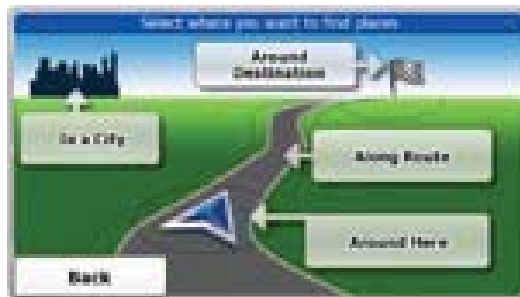 Select where you want to find places
Around
Destination
In a City
Along Route
Around Here
Back